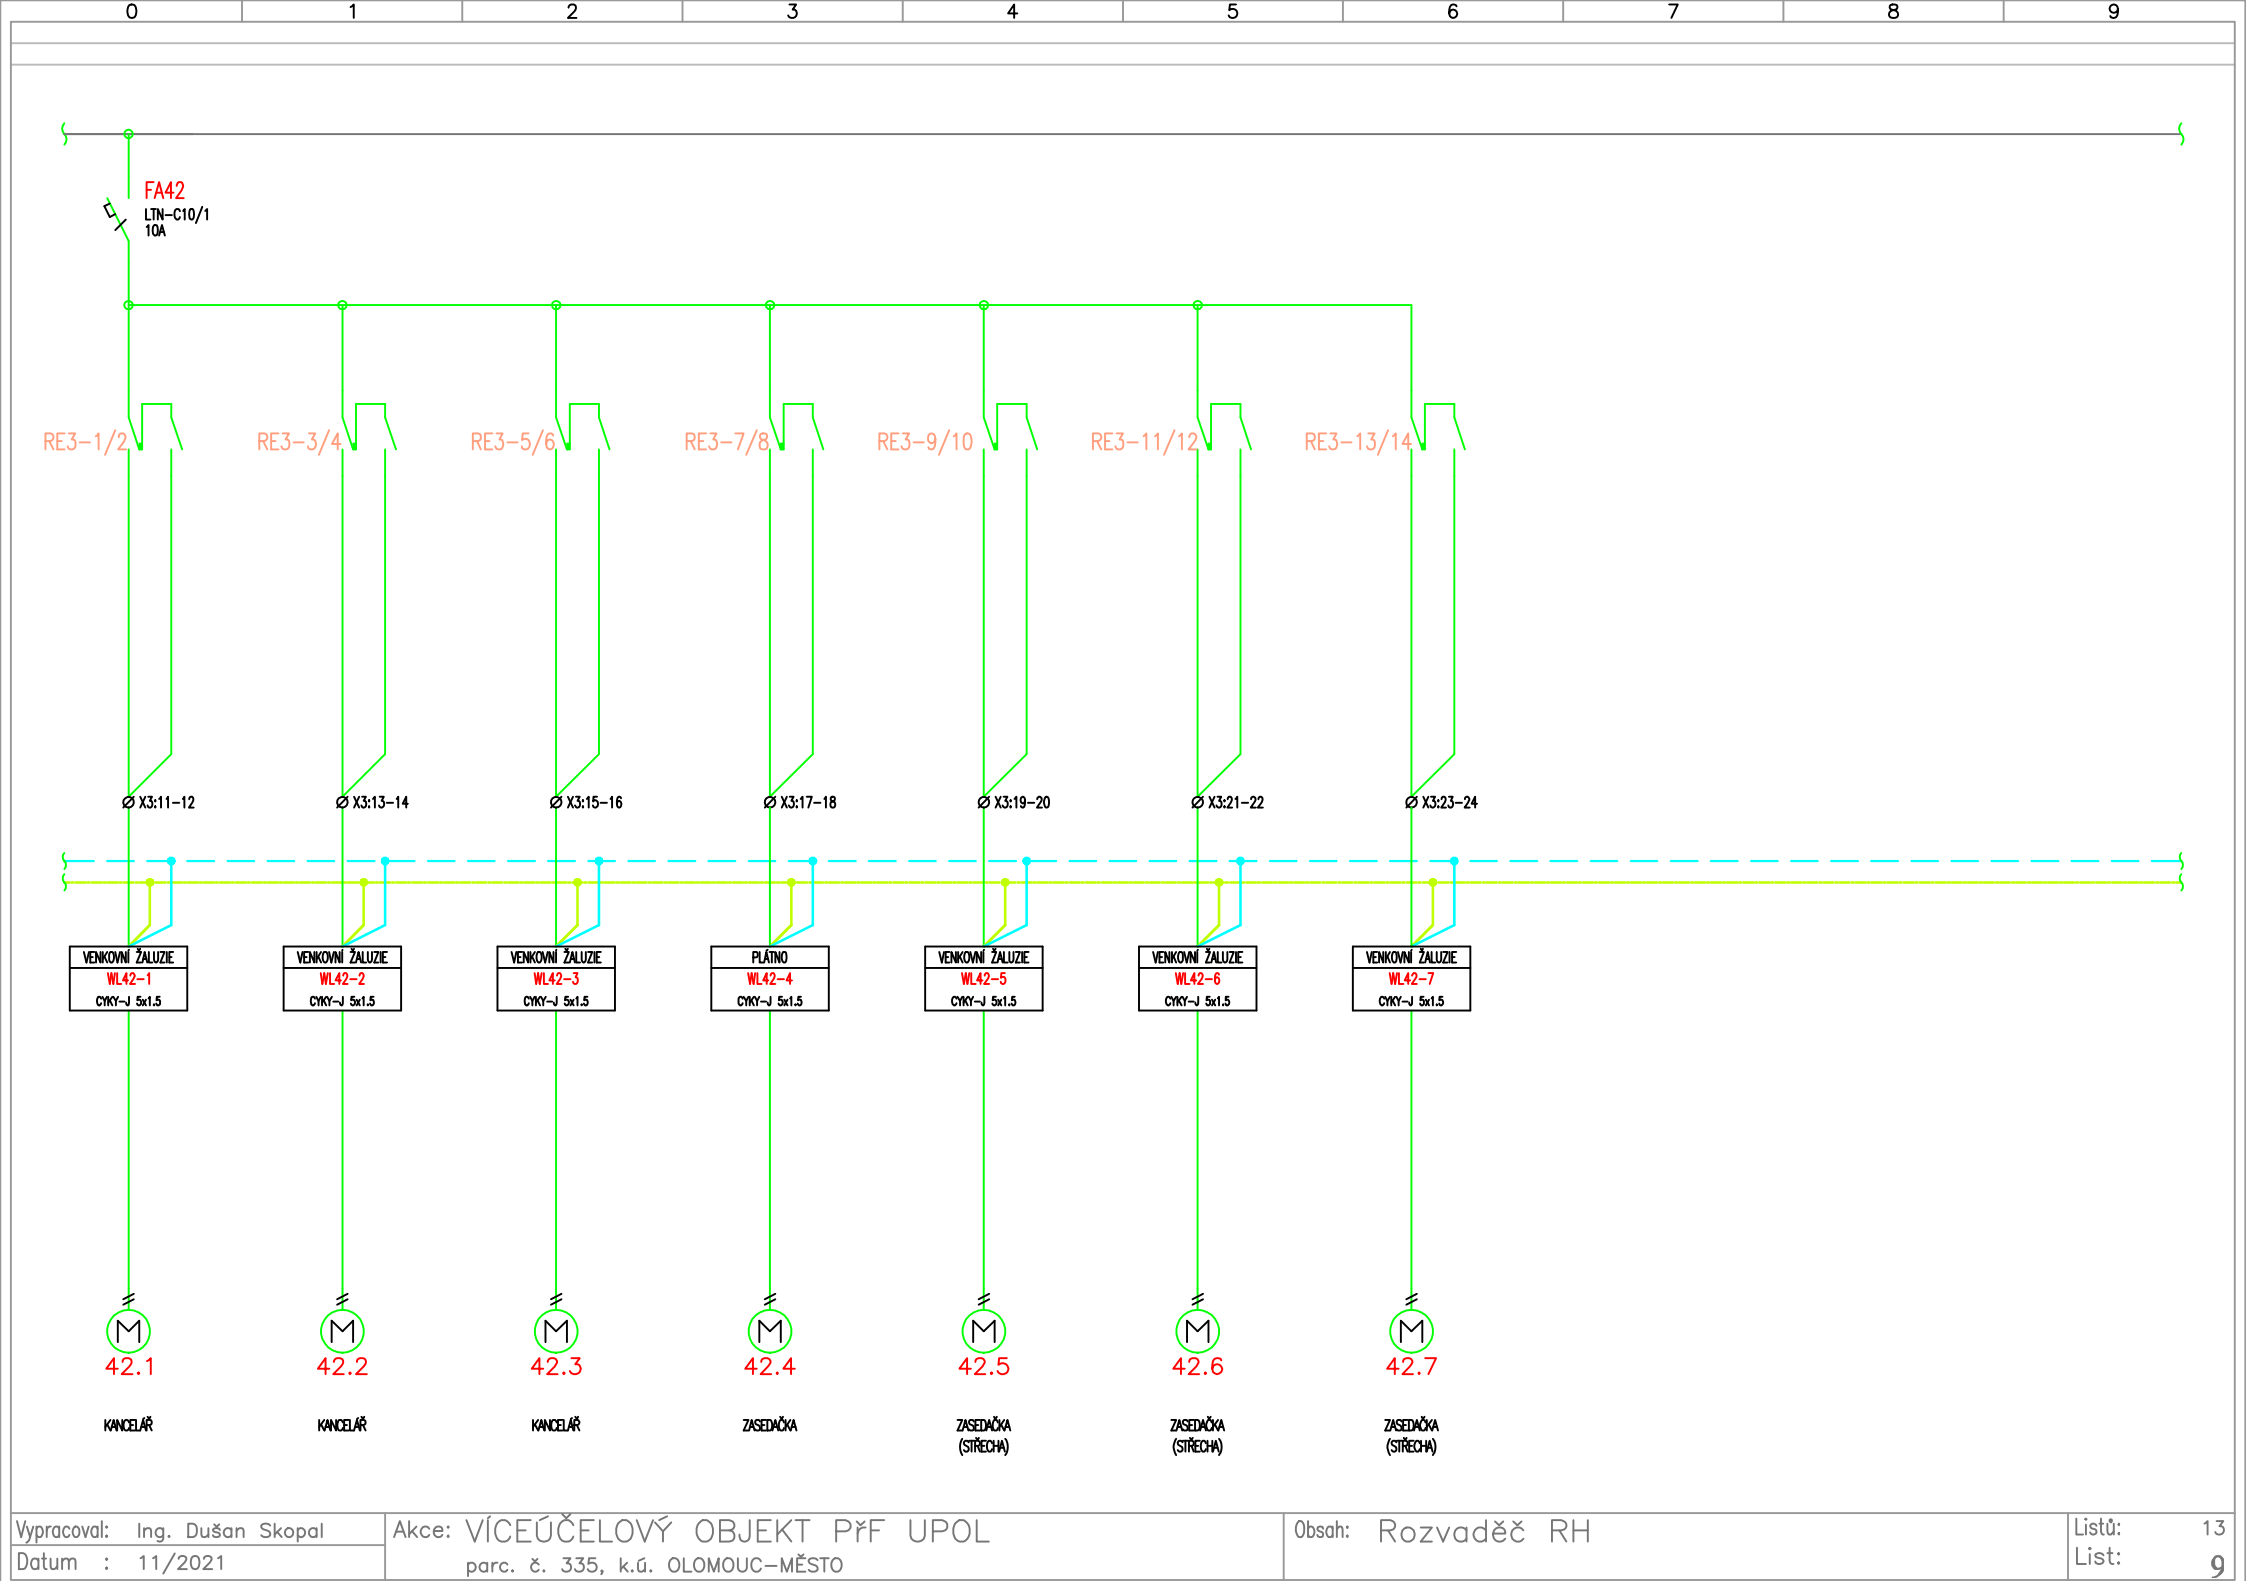 0 1 2 3 4 5 6 7 8 9
FA42
LTN-C10/1
10A
RE3-1/2 RE3-3/4 RE3-5/6 RE3-7/8 RE3-9/10 RE3-11/12 RE3-13/14
X3:11-12 X3:13-14 X3:15-16 X3:17-18 X3:19-20 X3:21-22 X3:23-24
VENKOVNÍ ŽALUZIE VENKOVNÍ ŽALUZIE VENKOVNÍ ŽALUZIE PLÁTNO VENKOVNÍ ŽALUZIE VENKOVNÍ ŽALUZIE VENKOVNÍ ŽALUZIE
WL42-1 WL42-2 WL42-3 WL42-4 WL42-5 WL42-6 WL42-7
CYKY-J 5x1.5 CYKY-J 5x1.5 CYKY-J 5x1.5 CYKY-J 5x1.5 CYKY-J 5x1.5 CYKY-J 5x1.5 CYKY-J 5x1.5
M M M M M M M
42.1 42.2 42.3 42.4 42.5 42.6 42.7
KANCELÁŘ KANCELÁŘ KANCELÁŘ ZASEDAČKA ZASEDAČKA ZASEDAČKA ZASEDAČKA
(STŘECHA) (STŘECHA) (STŘECHA)
Vypracoval: Ing. Dušan Skopal Akce: VÍCEÚČELOVÝ OBJEKT PřF UPOL Obsah: Rozvaděč RH Listů: 13
Datum : 11/2021 parc. č. 335, k.ú. OLOMOUC-MĚSTO List: 9